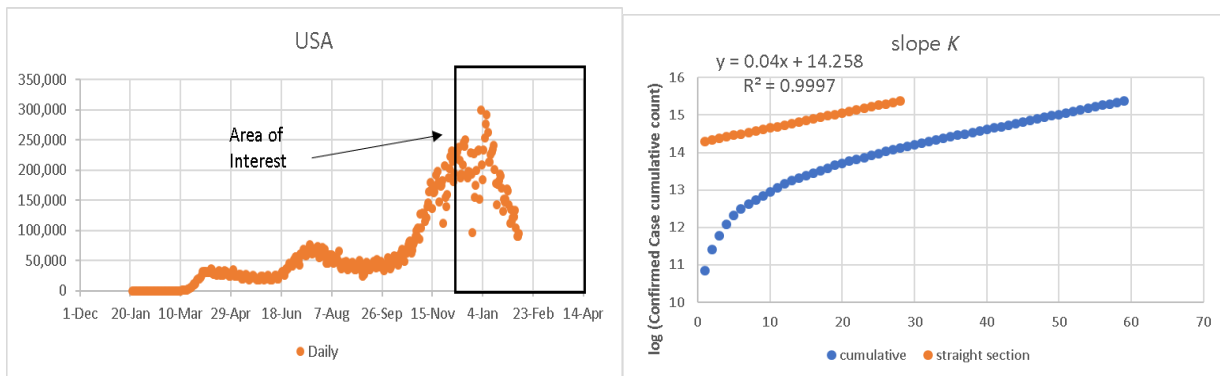 USA
350,000
300,000
250,000
200,000
150,000
100,000
50,000
0
Area of
Interest
1-Dec 20-Jan 10-Mar 29-Apr 18-Jun 7-Aug 26-Sep 15-Nov 4-Jan 23-Feb 14-Apr
Daily
slope K
y = 0.04x + 14.258
R² = 0.9997
log (Confirmed Case cumulative count)
16
15
14
13
12
11
10
0 10 20 30 40 50 60 70
cumulative straight section